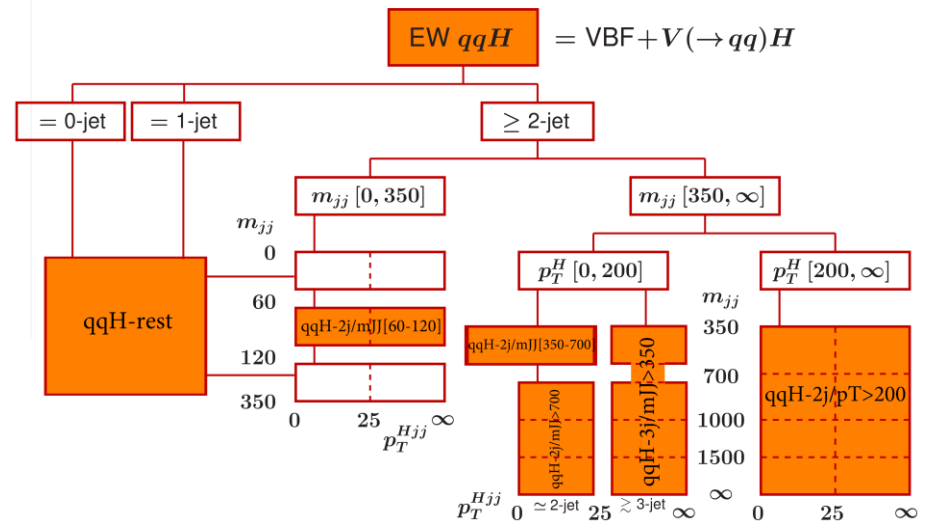 EW qqH = VBF+V(→qq)H
= 0-jet = 1-jet ≥ 2-jet
m_jj [0, 350] m_jj [350, ∞]
m_jj
0
60
120
350
p_T^H [0, 200] p_T^H [200, ∞]
m_jj
350
700
1000
1500
∞
qqH-rest
qqH-2j/mJJ[60-120]
0 25 ∞
p_T^Hjj
qqH-2j/mJJ[350-700]
qqH-2j/mJJ>700
qqH-3j/mJJ>350
qqH-2j/pT>200
p_T^Hjj 0 ≃ 2-jet 25 ≳ 3-jet ∞ 0 25 ∞